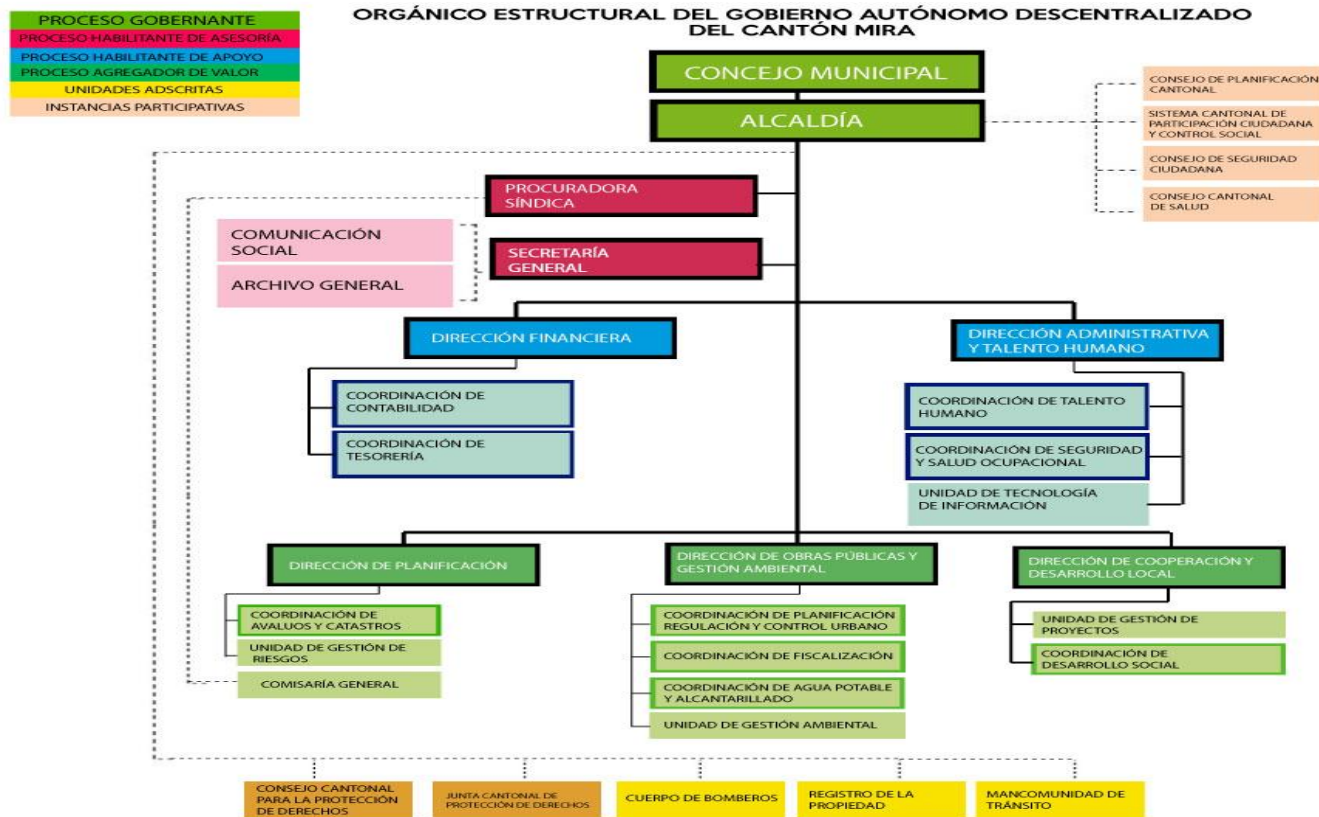 ORGÁNICO ESTRUCTURAL DEL GOBIERNO AUTÓNOMO DESCENTRALIZADO
DEL CANTÓN MIRA
PROCESO GOBERNANTE
PROCESO HABILITANTE DE ASESORÍA
PROCESO HABILITANTE DE APOYO
PROCESO AGREGADOR DE VALOR
UNIDADES ADSCRITAS
INSTANCIAS PARTICIPATIVAS
CONCEJO MUNICIPAL
ALCALDÍA
CONSEJO DE PLANIFICACIÓN
CANTONAL
SISTEMA CANTONAL DE
PARTICIPACIÓN CIUDADANA
Y CONTROL SOCIAL
CONSEJO DE SEGURIDAD
CIUDADANA
CONSEJO CANTONAL
DE SALUD
PROCURADORA
SÍNDICA
COMUNICACIÓN
SOCIAL
ARCHIVO GENERAL
SECRETARÍA
GENERAL
DIRECCIÓN FINANCIERA
DIRECCIÓN ADMINISTRATIVA
Y TALENTO HUMANO
COORDINACIÓN DE
CONTABILIDAD
COORDINACIÓN DE
TESORERÍA
COORDINACIÓN DE TALENTO
HUMANO
COORDINACIÓN DE SEGURIDAD
Y SALUD OCUPACIONAL
UNIDAD DE TECNOLOGÍA
DE INFORMACIÓN
DIRECCIÓN DE PLANIFICACIÓN
DIRECCIÓN DE OBRAS PÚBLICAS Y
GESTIÓN AMBIENTAL
DIRECCIÓN DE COOPERACIÓN Y
DESARROLLO LOCAL
COORDINACIÓN DE
AVALUOS Y CATASTROS
UNIDAD DE GESTIÓN DE
RIESGOS
COMISARÍA GENERAL
COORDINACIÓN DE PLANIFICACIÓN
REGULACIÓN Y CONTROL URBANO
COORDINACIÓN DE FISCALIZACIÓN
COORDINACIÓN DE AGUA POTABLE
Y ALCANTARILLADO
UNIDAD DE GESTIÓN AMBIENTAL
UNIDAD DE GESTIÓN DE
PROYECTOS
COORDINACIÓN DE
DESARROLLO SOCIAL
CONSEJO CANTONAL
PARA LA PROTECCIÓN
DE DERECHOS
JUNTA CANTONAL DE
PROTECCIÓN DE DERECHOS
CUERPO DE BOMBEROS
REGISTRO DE LA
PROPIEDAD
MANCOMUNIDAD DE
TRÁNSITO